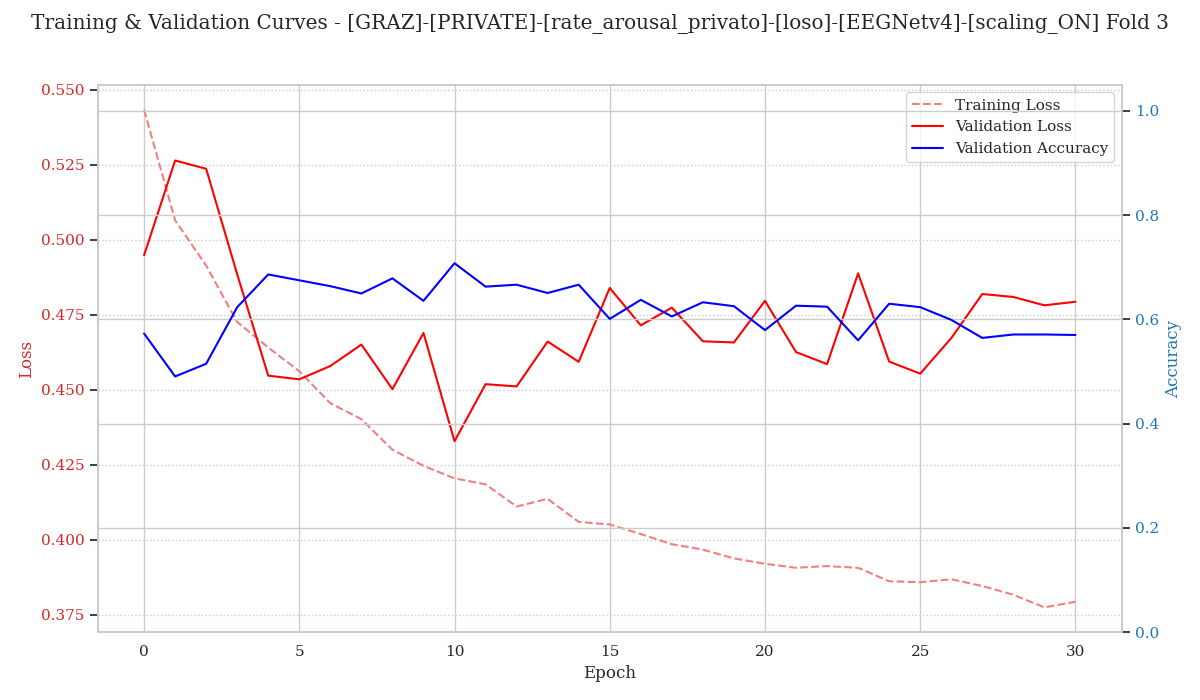 Training & Validation Curves - [GRAZ]-[PRIVATE]-[rate_arousal_privato]-[loso]-[EEGNetv4]-[scaling_ON] Fold 3
Training Loss
Validation Loss
Validation Accuracy
0.550
0.525
0.500
0.475
0.450
0.425
0.400
0.375
Loss
1.0
0.8
0.6
0.4
0.2
0.0
Accuracy
0 5 10 15 20 25 30
Epoch